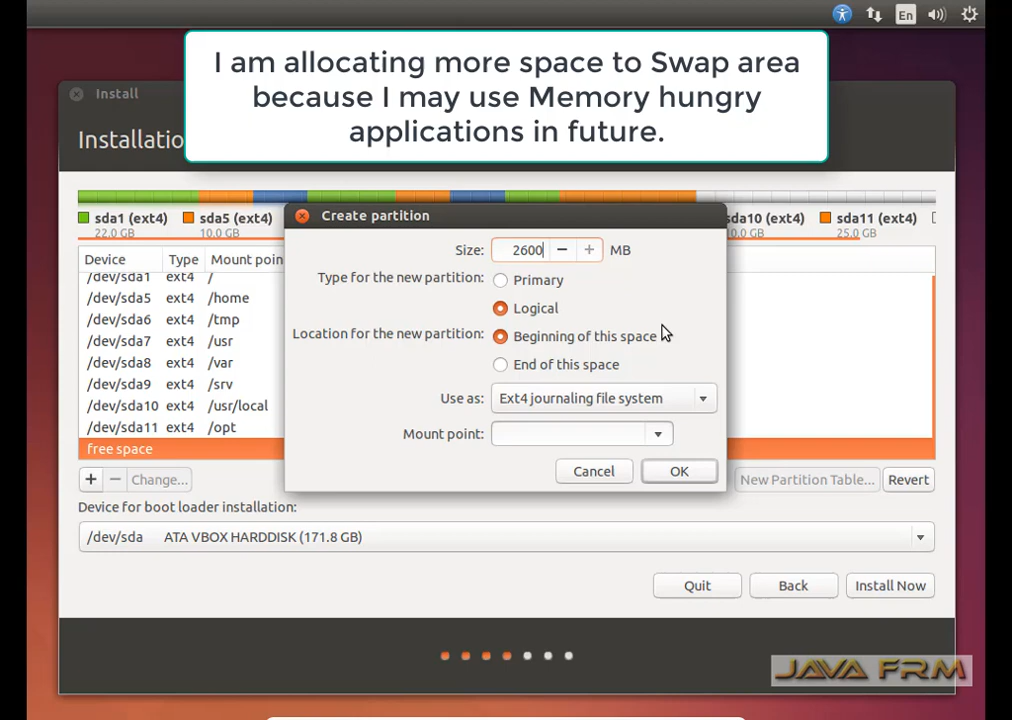 En
I am allocating more space to Swap area
because I may use Memory hungry
applications in future.
Install
Installatio
sda1 (ext4)
22.0 GB
sda5 (ext4)
10.0 GB
da10 (ext4)
sda11 (ext4)
25.0 GB
Create partition
Size: 2600 MB
Type for the new partition: Primary
Logical
Location for the new partition: Beginning of this space
End of this space
Use as: Ext4 journaling file system
Mount point:
Cancel OK
Device Type Mount poin
/dev/sda1 ext4 /
/dev/sda5 ext4 /home
/dev/sda6 ext4 /tmp
/dev/sda7 ext4 /usr
/dev/sda8 ext4 /var
/dev/sda9 ext4 /srv
/dev/sda10 ext4 /usr/local
/dev/sda11 ext4 /opt
free space
+ − Change... New Partition Table... Revert
Device for boot loader installation:
/dev/sda ATA VBOX HARDDISK (171.8 GB)
Quit Back Install Now
JAVA FRM